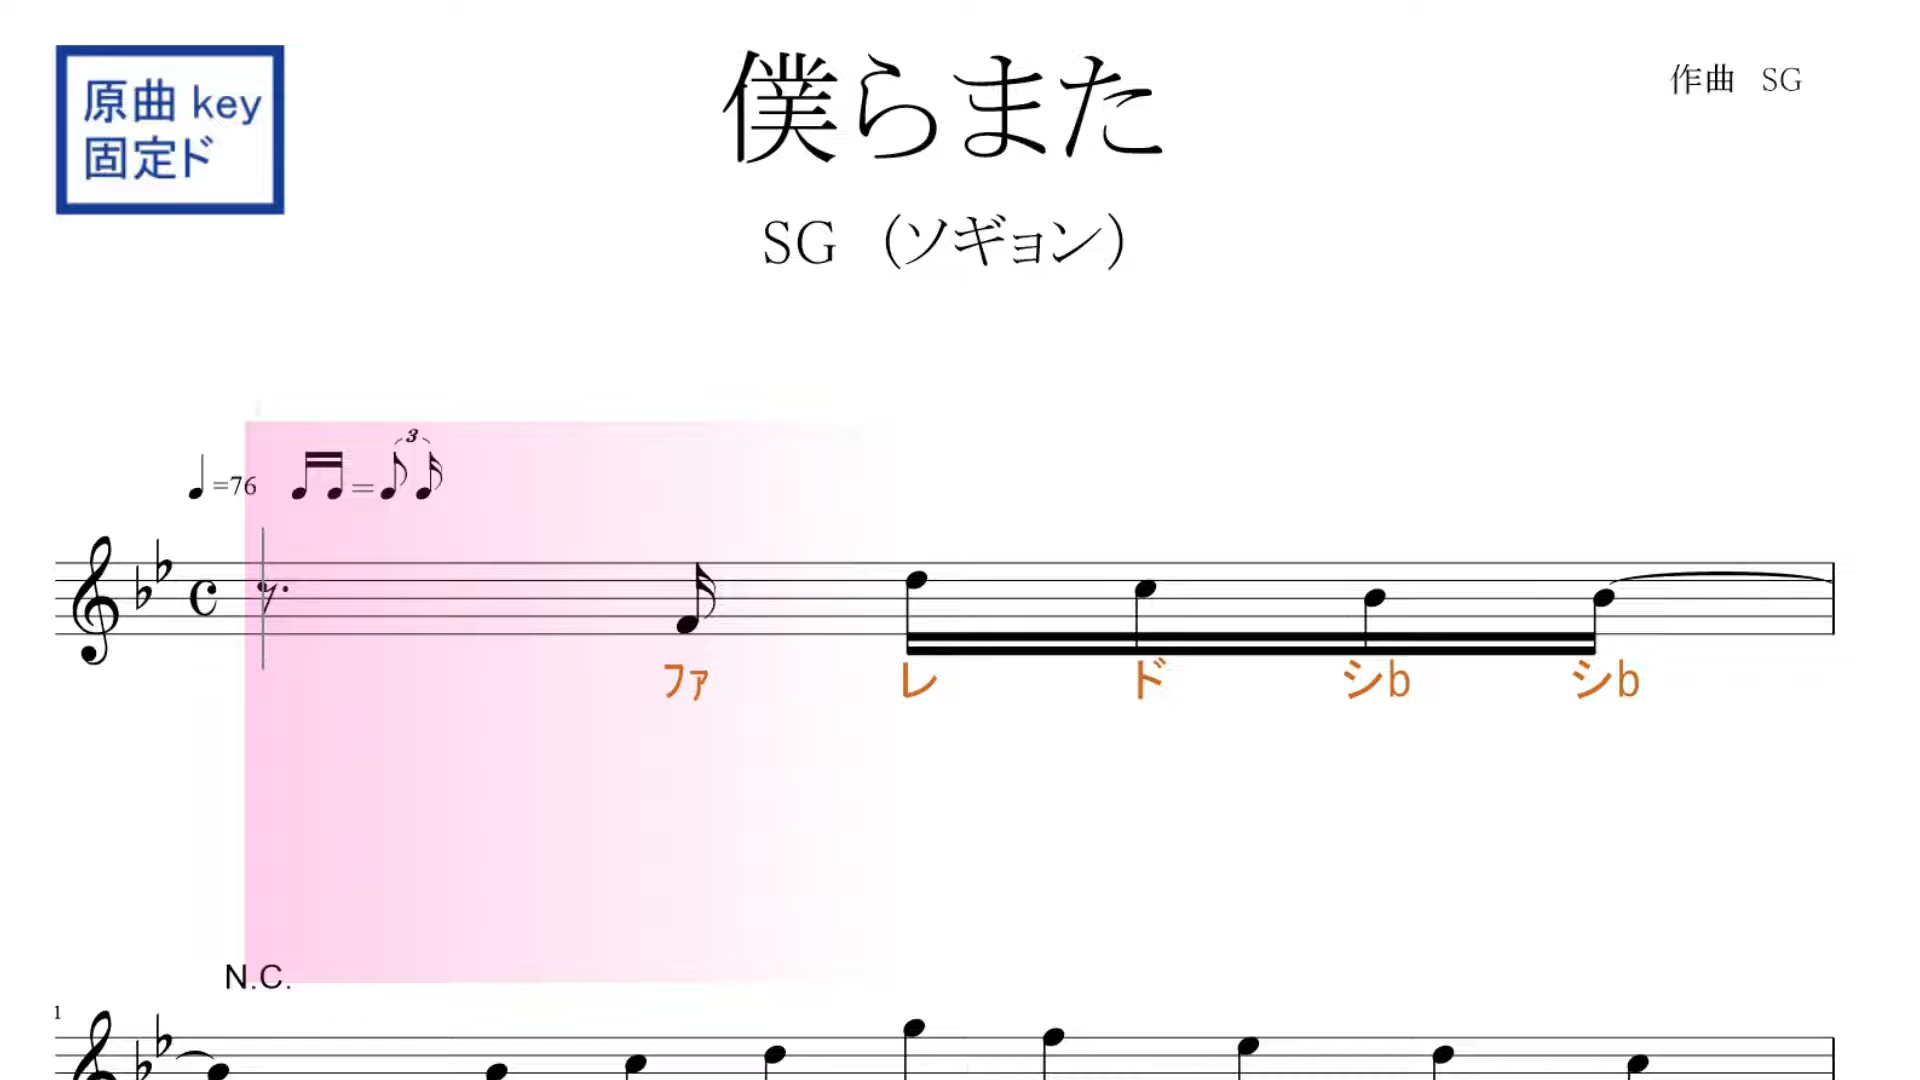 原曲 key
固定ド
僕らまた
作曲 SG
SG （ソギョン）
3
=76 =
ﾌｧ レ ド シb シb
N.C.
1